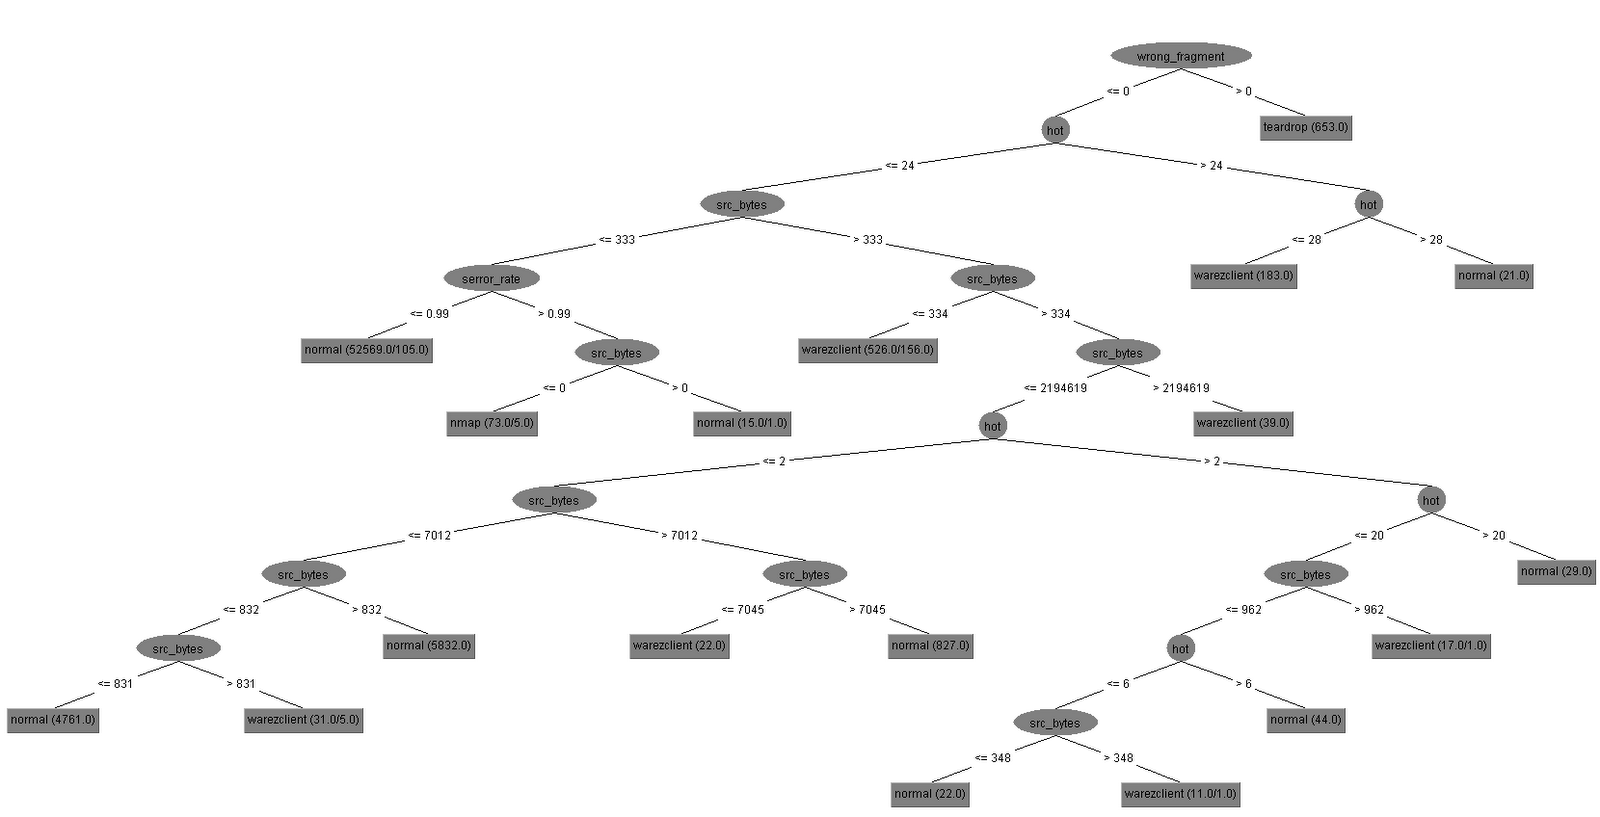 wrong_fragment
<= 0
> 0
hot
teardrop (653.0)
<= 24
> 24
src_bytes
hot
<= 333
> 333
<= 28
> 28
serror_rate
src_bytes
warezclient (183.0)
normal (21.0)
<= 0.99
> 0.99
<= 334
> 334
normal (52569.0/105.0)
src_bytes
warezclient (526.0/156.0)
src_bytes
<= 0
> 0
<= 2194619
> 2194619
nmap (73.0/5.0)
normal (15.0/1.0)
hot
warezclient (39.0)
<= 2
> 2
src_bytes
hot
<= 7012
> 7012
<= 20
> 20
src_bytes
src_bytes
src_bytes
normal (29.0)
<= 832
> 832
<= 7045
> 7045
<= 962
> 962
src_bytes
normal (5832.0)
warezclient (22.0)
normal (827.0)
hot
warezclient (17.0/1.0)
<= 831
> 831
<= 6
> 6
normal (4761.0)
warezclient (31.0/5.0)
src_bytes
normal (44.0)
<= 348
> 348
normal (22.0)
warezclient (11.0/1.0)